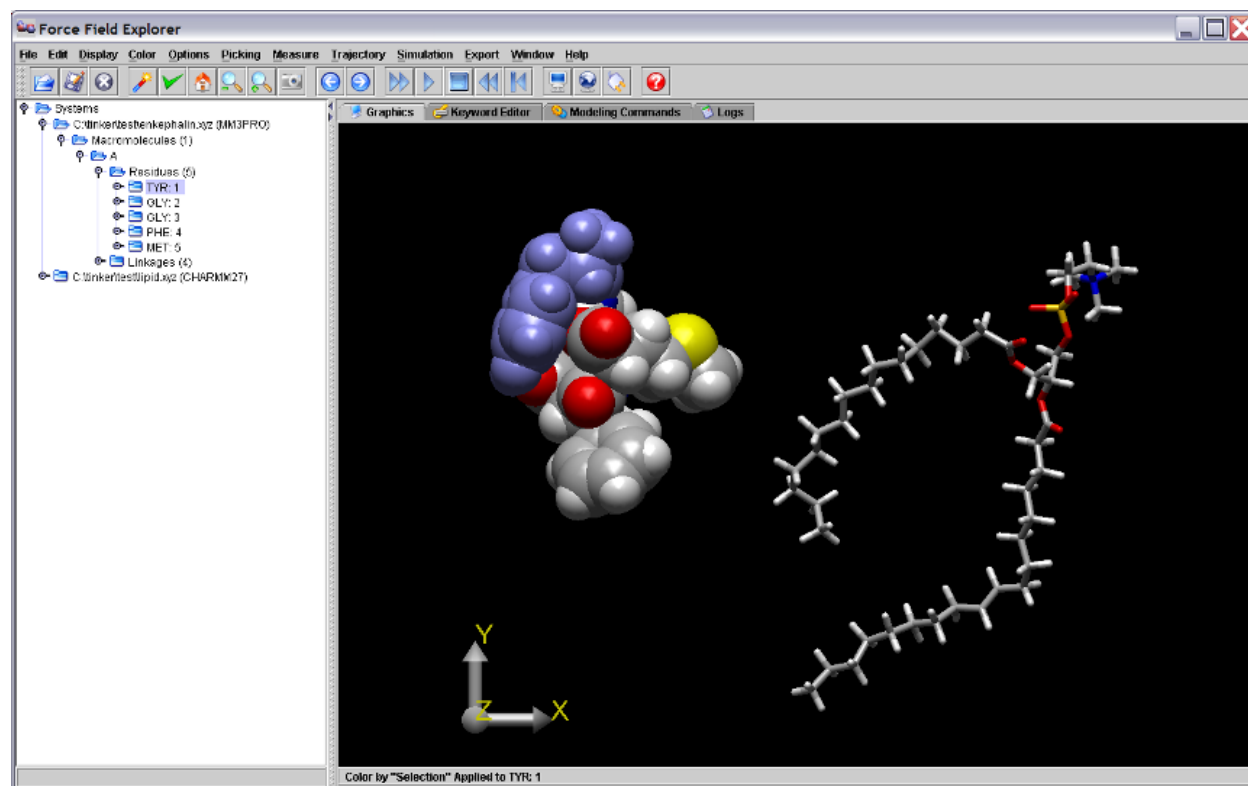 Force Field Explorer
File Edit Display Color Options Picking Measure Trajectory Simulation Export Window Help
Systems
C:\tinker\test\enkephalin.xyz (MM3PRO)
Macromolecules (1)
A
Residues (5)
TYR: 1
GLY: 2
GLY: 3
PHE: 4
MET: 5
Linkages (4)
C:\tinker\test\lipid.xyz (CHARMM27)
Graphics Keyword Editor Modeling Commands Logs
Y
Z X
Color by "Selection" Applied to TYR: 1